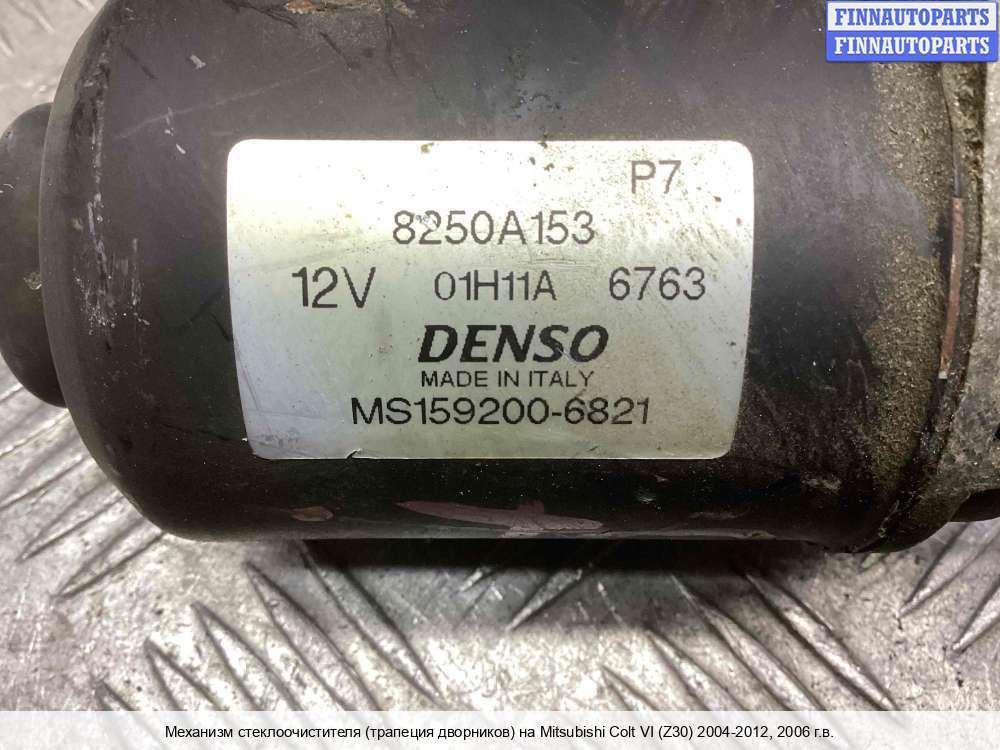 FINNAUTOPARTS
FINNAUTOPARTS
P7
8250A153
12V 01H11A 6763
DENSO
MADE IN ITALY
MS159200-6821
Механизм стеклоочистителя (трапеция дворников) на Mitsubishi Colt VI (Z30) 2004-2012, 2006 г.в.